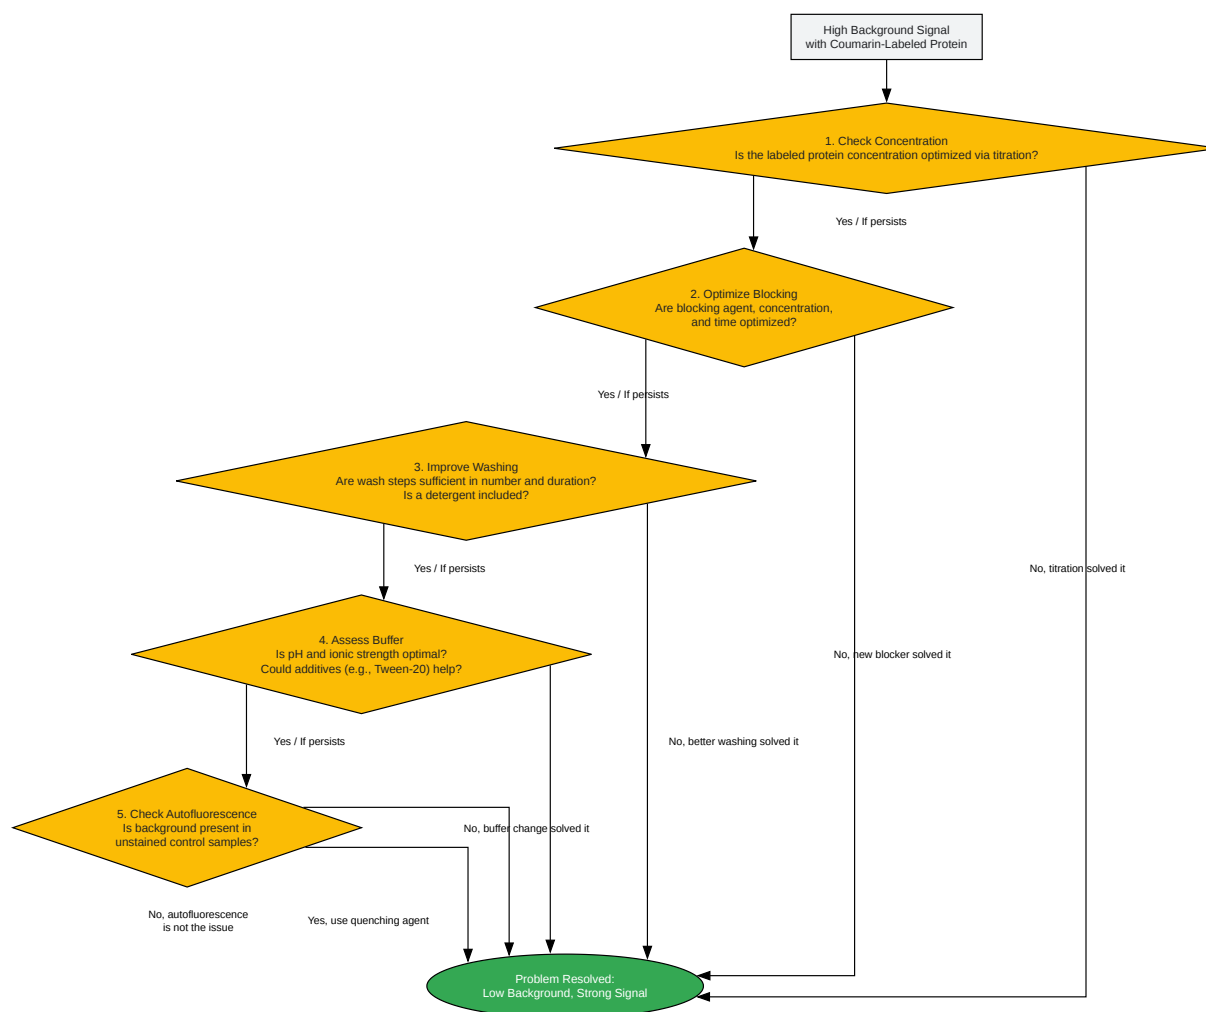 High Background Signal
with Coumarin-Labeled Protein
1. Check Concentration
Is the labeled protein concentration optimized via titration?
Yes / If persists
2. Optimize Blocking
Are blocking agent, concentration,
and time optimized?
Yes / If persists
3. Improve Washing
Are wash steps sufficient in number and duration?
Is a detergent included?
Yes / If persists
No, titration solved it
4. Assess Buffer
Is pH and ionic strength optimal?
Could additives (e.g., Tween-20) help?
No, new blocker solved it
Yes / If persists
No, better washing solved it
5. Check Autofluorescence
Is background present in
unstained control samples?
No, buffer change solved it
No, autofluorescence
is not the issue
Yes, use quenching agent
Problem Resolved:
Low Background, Strong Signal